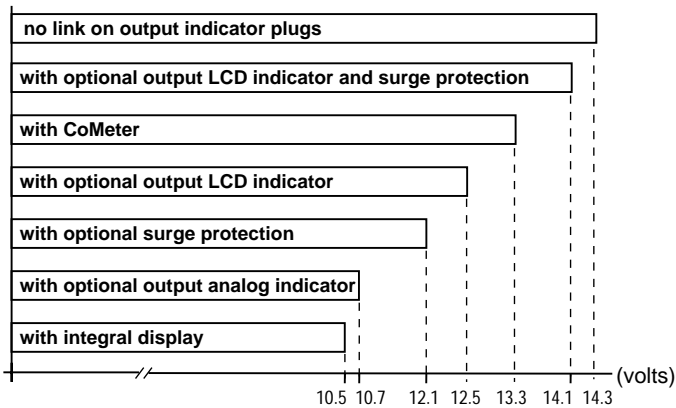 no link on output indicator plugs
with optional output LCD indicator and surge protection
with CoMeter
with optional output LCD indicator
with optional surge protection
with optional output analog indicator
with integral display
(volts)
10.5 10.7 12.1 12.5 13.3 14.1 14.3